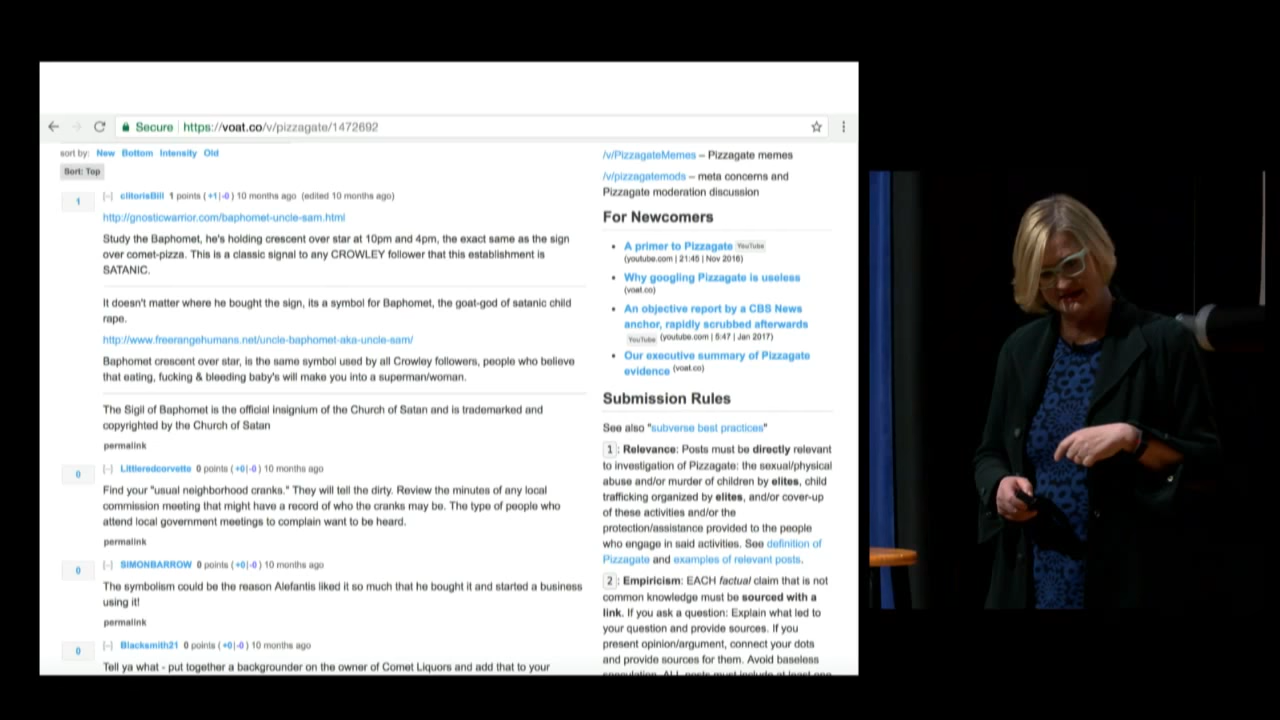 Secure https://voat.co/v/pizzagate/1472692
sort by: New Bottom Intensity Old
Sort: Top
1
[–] clitorisBill 1 points (+1|-0) 10 months ago (edited 10 months ago)
http://gnosticwarrior.com/baphomet-uncle-sam.html
Study the Baphomet, he's holding crescent over star at 10pm and 4pm, the exact same as the sign
over comet-pizza. This is a classic signal to any CROWLEY follower that this establishment is
SATANIC.
It doesn't matter where he bought the sign, its a symbol for Baphomet, the goat-god of satanic child
rape.
http://www.freerangehumans.net/uncle-baphomet-aka-uncle-sam/
Baphomet crescent over star, is the same symbol used by all Crowley followers, people who believe
that eating, fucking & bleeding baby's will make you into a superman/woman.
The Sigil of Baphomet is the official insignium of the Church of Satan and is trademarked and
copyrighted by the Church of Satan
permalink
0
[–] Littleredcorvette 0 points (+0|-0) 10 months ago
Find your "usual neighborhood cranks." They will tell the dirty. Review the minutes of any local
commission meeting that might have a record of who the cranks may be. The type of people who
attend local government meetings to complain want to be heard.
permalink
0
[–] SIMONBARROW 0 points (+0|-0) 10 months ago
The symbolism could be the reason Alefantis liked it so much that he bought it and started a business
using it!
permalink
0
[–] Blacksmith21 0 points (+0|-0) 10 months ago
Tell ya what - put together a backgrounder on the owner of Comet Liquors and add that to your
/v/PizzagateMemes – Pizzagate memes
/v/pizzagatemods – meta concerns and
Pizzagate moderation discussion
For Newcomers
A primer to Pizzagate YouTube
(youtube.com | 21:45 | Nov 2016)
Why googling Pizzagate is useless
(voat.co)
An objective report by a CBS News
anchor, rapidly scrubbed afterwards
YouTube (youtube.com | 5:47 | Jan 2017)
Our executive summary of Pizzagate
evidence (voat.co)
Submission Rules
See also "subverse best practices"
1: Relevance: Posts must be directly relevant
to investigation of Pizzagate: the sexual/physical
abuse and/or murder of children by elites, child
trafficking organized by elites, and/or cover-up
of these activities and/or the
protection/assistance provided to the people
who engage in said activities. See definition of
Pizzagate and examples of relevant posts.
2: Empiricism: EACH factual claim that is not
common knowledge must be sourced with a
link. If you ask a question: Explain what led to
your question and provide sources. If you
present opinion/argument, connect your dots
and provide sources for them. Avoid baseless